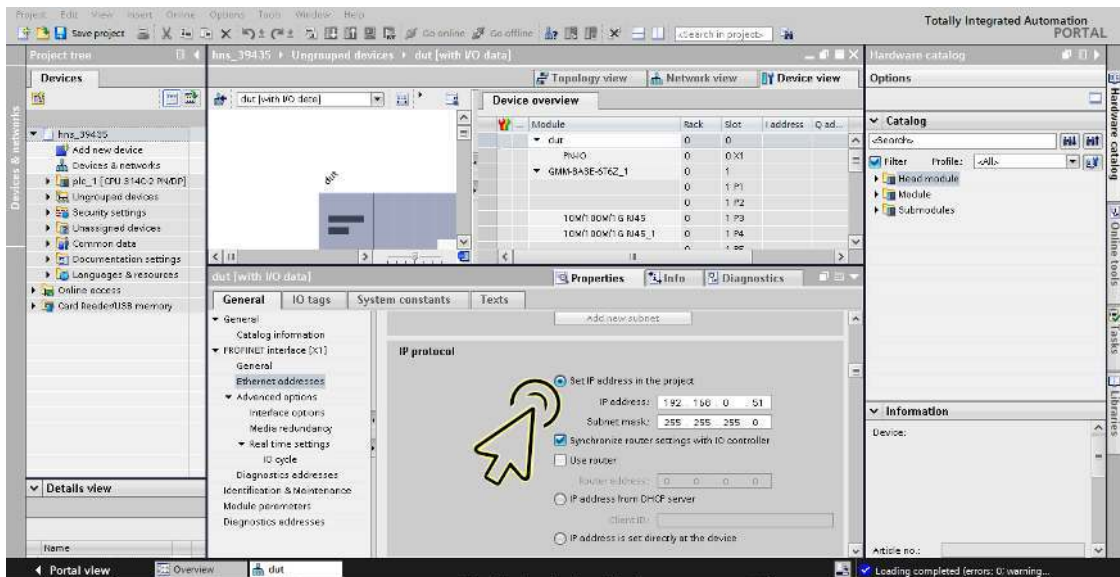 Project Edit View Insert Online Options Tools Window Help
Totally Integrated Automation
PORTAL
Save project Go online Go offline <Search in project>
Project tree
hns_39435 Ungrouped devices dut [with I/O data]
Hardware catalog
Devices
Topology view Network view Device view
Options
dut [with I/O data]
Device overview
Module Rack Slot I address Q ad...
Catalog
<Search>
Filter Profile: <All>
Head module
Module
Submodules
dut 0 0
PN-IO 0 0 X1
0 1
0 1 P1
0 1 P2
10M/100M/1G RJ45 0 1 P3
10M/100M/1G RJ45_1 0 1 P4
dut
hns_39435
Add new device
Devices & networks
plc_1 [CPU 314C-2 PN/DP]
Ungrouped devices
Security settings
Unassigned devices
Common data
Documentation settings
Languages & resources
Online access
Card Reader/USB memory
Devices & networks
dut [with I/O data]
Properties Info Diagnostics
General IO tags System constants Texts
General
Catalog information
PROFINET interface [X1]
General
Ethernet addresses
Advanced options
Interface options
Media redundancy
Real time settings
IO cycle
Diagnostics addresses
Identification & Maintenance
Module parameters
Diagnostics addresses
Add new subnet
IP protocol
Set IP address in the project
IP address: 192 . 168 . 0 . 51
Subnet mask: 255 . 255 . 255 . 0
Synchronize router settings with IO controller
Use router
Router address: 0 . 0 . 0 . 0
IP address from DHCP server
Client ID:
IP address is set directly at the device
Information
Device:
Article no.:
Hardware catalog
Online tools
Tasks
Libraries
Details view
Name
Portal view Overview dut
Loading completed (errors: 0; warning...